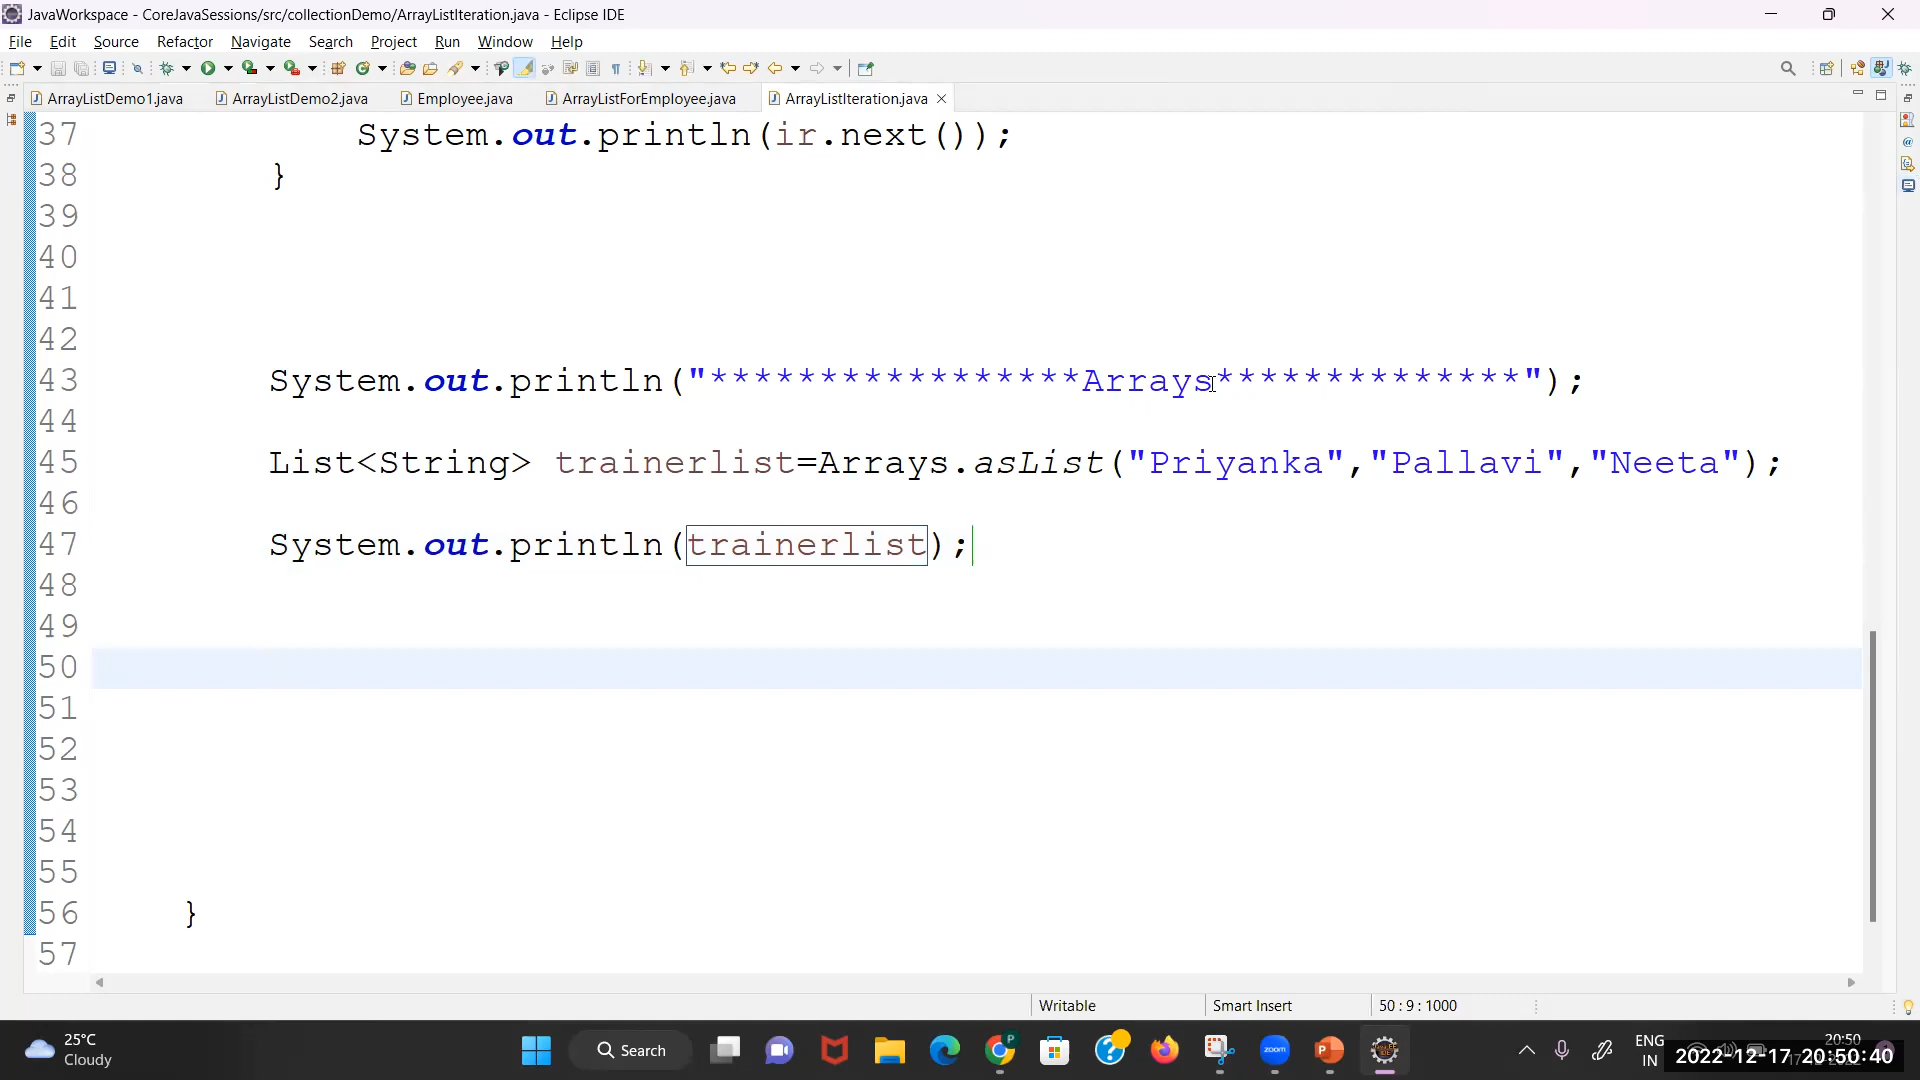 JavaWorkspace - CoreJavaSessions/src/collectionDemo/ArrayListIteration.java - Eclipse IDE
File Edit Source Refactor Navigate Search Project Run Window Help
ArrayListDemo1.java ArrayListDemo2.java Employee.java ArrayListForEmployee.java ArrayListIteration.java
37 System.out.println(ir.next());
38 }
39
40
41
42
43 System.out.println("*****************Arrays**************");
44
45 List<String> trainerlist=Arrays.asList("Priyanka","Pallavi","Neeta");
46
47 System.out.println(trainerlist);
48
49
50
51
52
53
54
55
56 }
57
Writable Smart Insert 50 : 9 : 1000
25°C
Cloudy
Search
zoom
ENG
IN
20:50
2022-12-17 20:50:40